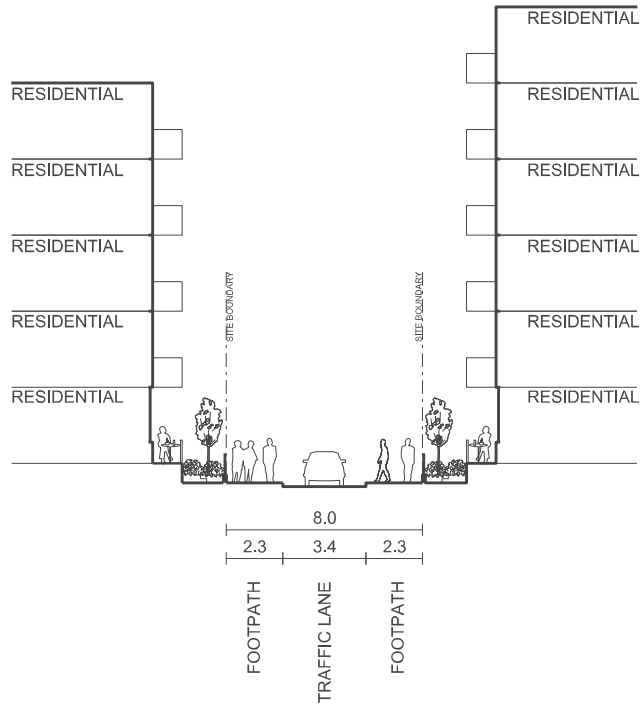 RESIDENTIAL
RESIDENTIAL
RESIDENTIAL
RESIDENTIAL
RESIDENTIAL
RESIDENTIAL
RESIDENTIAL
RESIDENTIAL
RESIDENTIAL
RESIDENTIAL
RESIDENTIAL
SITE BOUNDARY
SITE BOUNDARY
8.0
2.3
3.4
2.3
FOOTPATH
TRAFFIC LANE
FOOTPATH